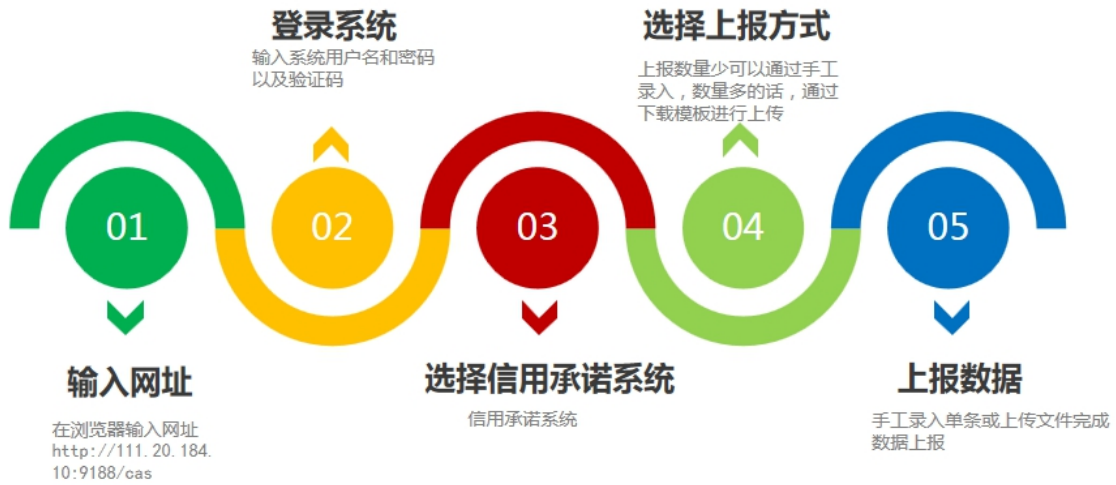 登录系统
输入系统用户名和密码
以及验证码
选择上报方式
上报数量少可以通过手工
录入，数量多的话，通过
下载模板进行上传
01
02
03
04
05
输入网址
在浏览器输入网址
http://111.20.184.
10:9188/cas
选择信用承诺系统
信用承诺系统
上报数据
手工录入单条或上传文件完成
数据上报